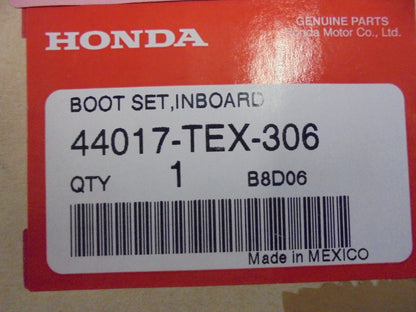 HONDA
GENUINE PARTS
Honda Motor Co., Ltd.
BOOT SET,INBOARD
44017-TEX-306
QTY 1 B8D06
Made in MEXICO